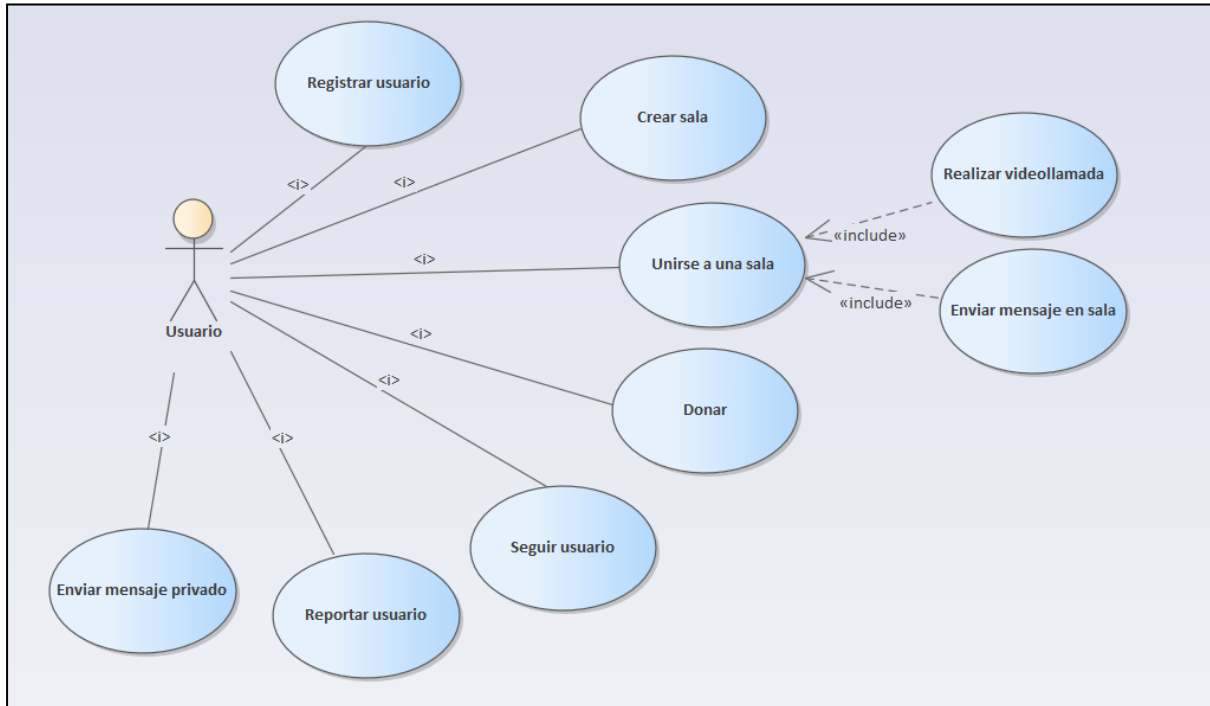 Registrar usuario
Crear sala
Realizar videollamada
<i>
<i>
«include»
Unirse a una sala
<i>
«include»
Enviar mensaje en sala
Usuario
<i>
<i>
Donar
<i>
<i>
Seguir usuario
Enviar mensaje privado
Reportar usuario